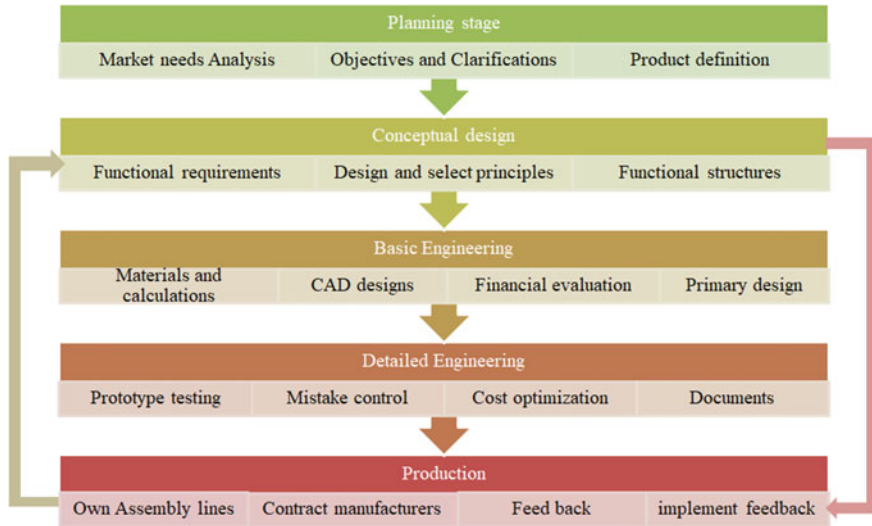 Planning stage
Market needs Analysis
Objectives and Clarifications
Product definition
Conceptual design
Functional requirements
Design and select principles
Functional structures
Basic Engineering
Materials and
calculations
CAD designs
Financial evaluation
Primary design
Detailed Engineering
Prototype testing
Mistake control
Cost optimization
Documents
Production
Own Assembly lines
Contract manufacturers
Feed back
implement feedback